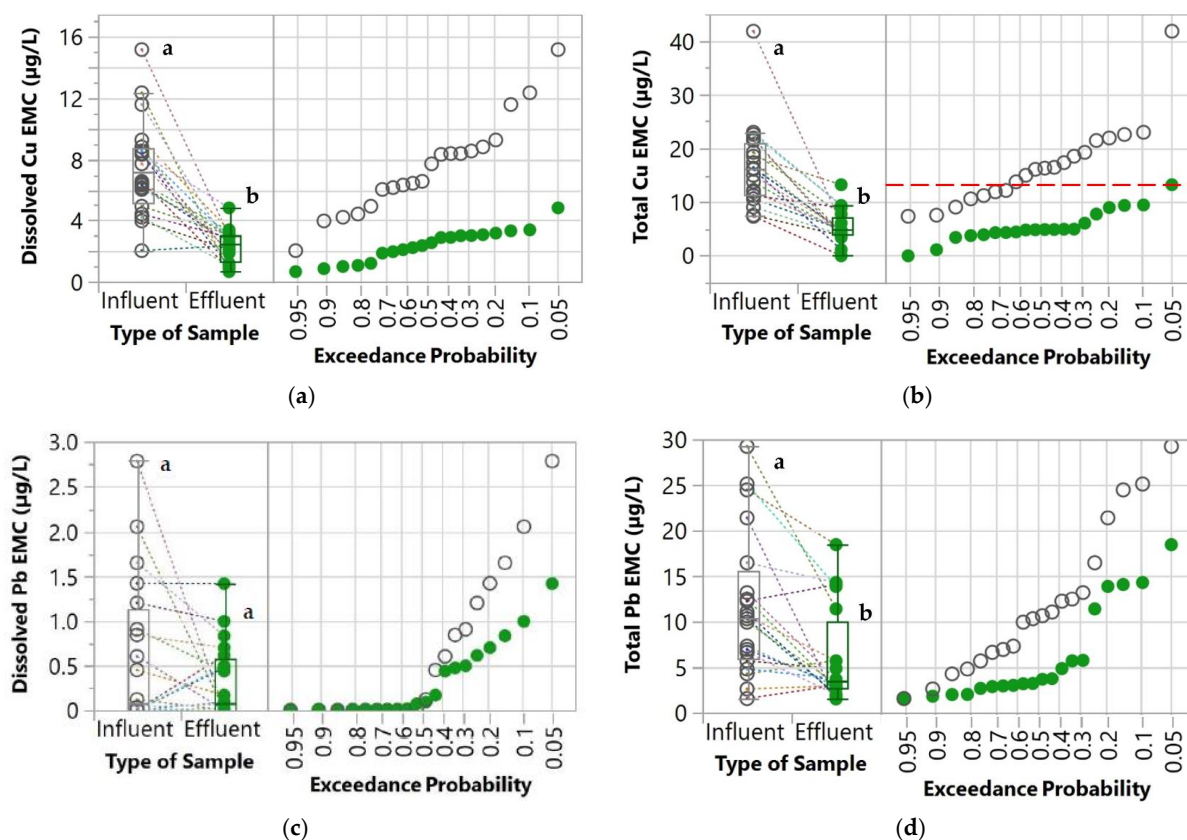 16
12
8
4
0
Dissolved Cu EMC (µg/L)
a
b
Influent Effluent
Type of Sample
0.95 0.9 0.8 0.7 0.6 0.5 0.4 0.3 0.2 0.1 0.05
Exceedance Probability
(a)
40
30
20
10
0
Total Cu EMC (µg/L)
a
b
Influent Effluent
Type of Sample
0.95 0.9 0.8 0.7 0.6 0.5 0.4 0.3 0.2 0.1 0.05
Exceedance Probability
(b)
3.0
2.5
2.0
1.5
1.0
0.5
0
Dissolved Pb EMC (µg/L)
a
a
Influent Effluent
Type of Sample
0.95 0.9 0.8 0.7 0.6 0.5 0.4 0.3 0.2 0.1 0.05
Exceedance Probability
(c)
30
25
20
15
10
5
0
Total Pb EMC (µg/L)
a
b
Influent Effluent
Type of Sample
0.95 0.9 0.8 0.7 0.6 0.5 0.4 0.3 0.2 0.1 0.05
Exceedance Probability
(d)